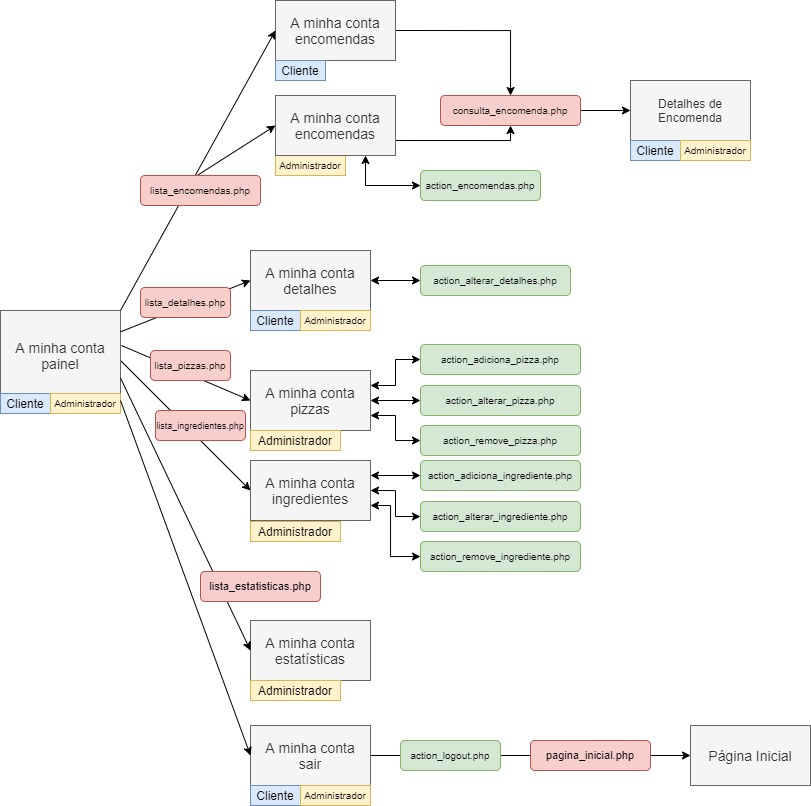 A minha conta
encomendas
Cliente
A minha conta
encomendas
Administrador
consulta_encomenda.php
Detalhes de
Encomenda
Cliente
Administrador
lista_encomendas.php
action_encomendas.php
A minha conta
detalhes
Cliente
Administrador
lista_detalhes.php
action_alterar_detalhes.php
A minha conta
painel
Cliente
Administrador
lista_pizzas.php
A minha conta
pizzas
Administrador
action_adiciona_pizza.php
action_alterar_pizza.php
action_remove_pizza.php
lista_ingredientes.php
A minha conta
ingredientes
Administrador
action_adiciona_ingrediente.php
action_alterar_ingrediente.php
action_remove_ingrediente.php
lista_estatisticas.php
A minha conta
estatísticas
Administrador
A minha conta
sair
Cliente
Administrador
action_logout.php
pagina_inicial.php
Página Inicial